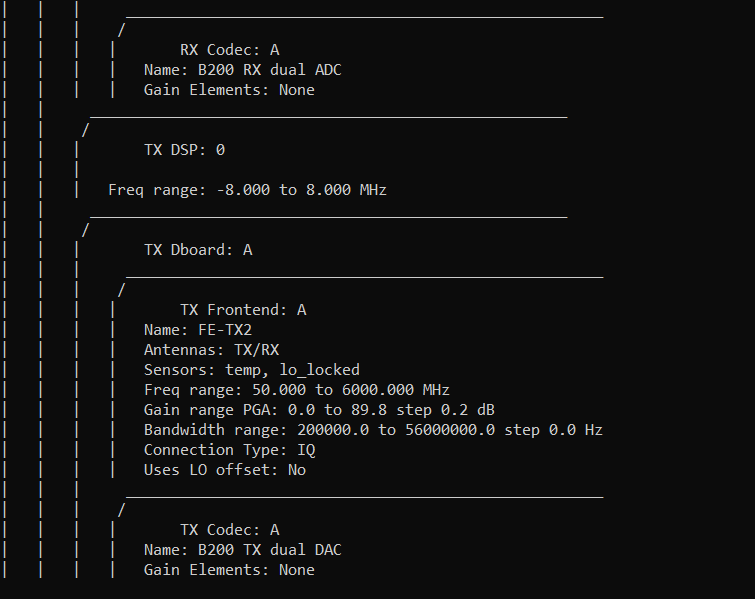 |   |   |     _____________________________________________________
|   |   |    /
|   |   |   |       RX Codec: A
|   |   |   |   Name: B200 RX dual ADC
|   |   |   |   Gain Elements: None
|   |     _____________________________________________________
|   |    /
|   |   |       TX DSP: 0
|   |   |
|   |   |   Freq range: -8.000 to 8.000 MHz
|   |     _____________________________________________________
|   |    /
|   |   |       TX Dboard: A
|   |   |     _____________________________________________________
|   |   |    /
|   |   |   |       TX Frontend: A
|   |   |   |   Name: FE-TX2
|   |   |   |   Antennas: TX/RX
|   |   |   |   Sensors: temp, lo_locked
|   |   |   |   Freq range: 50.000 to 6000.000 MHz
|   |   |   |   Gain range PGA: 0.0 to 89.8 step 0.2 dB
|   |   |   |   Bandwidth range: 200000.0 to 56000000.0 step 0.0 Hz
|   |   |   |   Connection Type: IQ
|   |   |   |   Uses LO offset: No
|   |   |     _____________________________________________________
|   |   |    /
|   |   |   |       TX Codec: A
|   |   |   |   Name: B200 TX dual DAC
|   |   |   |   Gain Elements: None